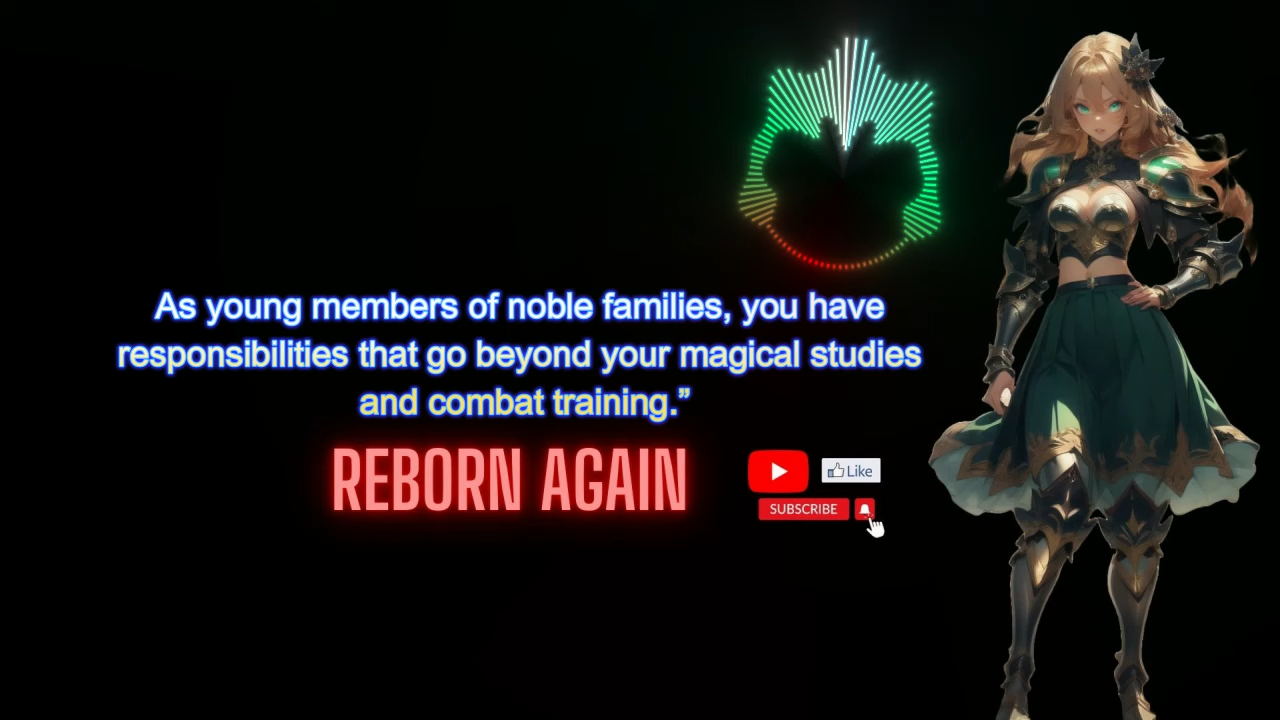 As young members of noble families, you have
responsibilities that go beyond your magical studies
and combat training.”
REBORN AGAIN
Like
SUBSCRIBE